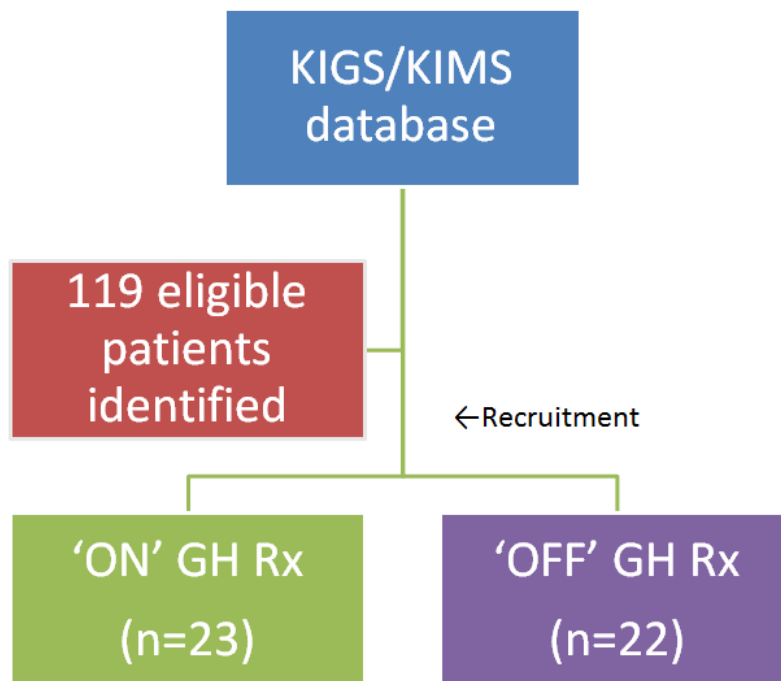 KIGS/KIMS
database
119 eligible
patients
identified
←Recruitment
‘ON’ GH Rx
(n=23)
‘OFF’ GH Rx
(n=22)